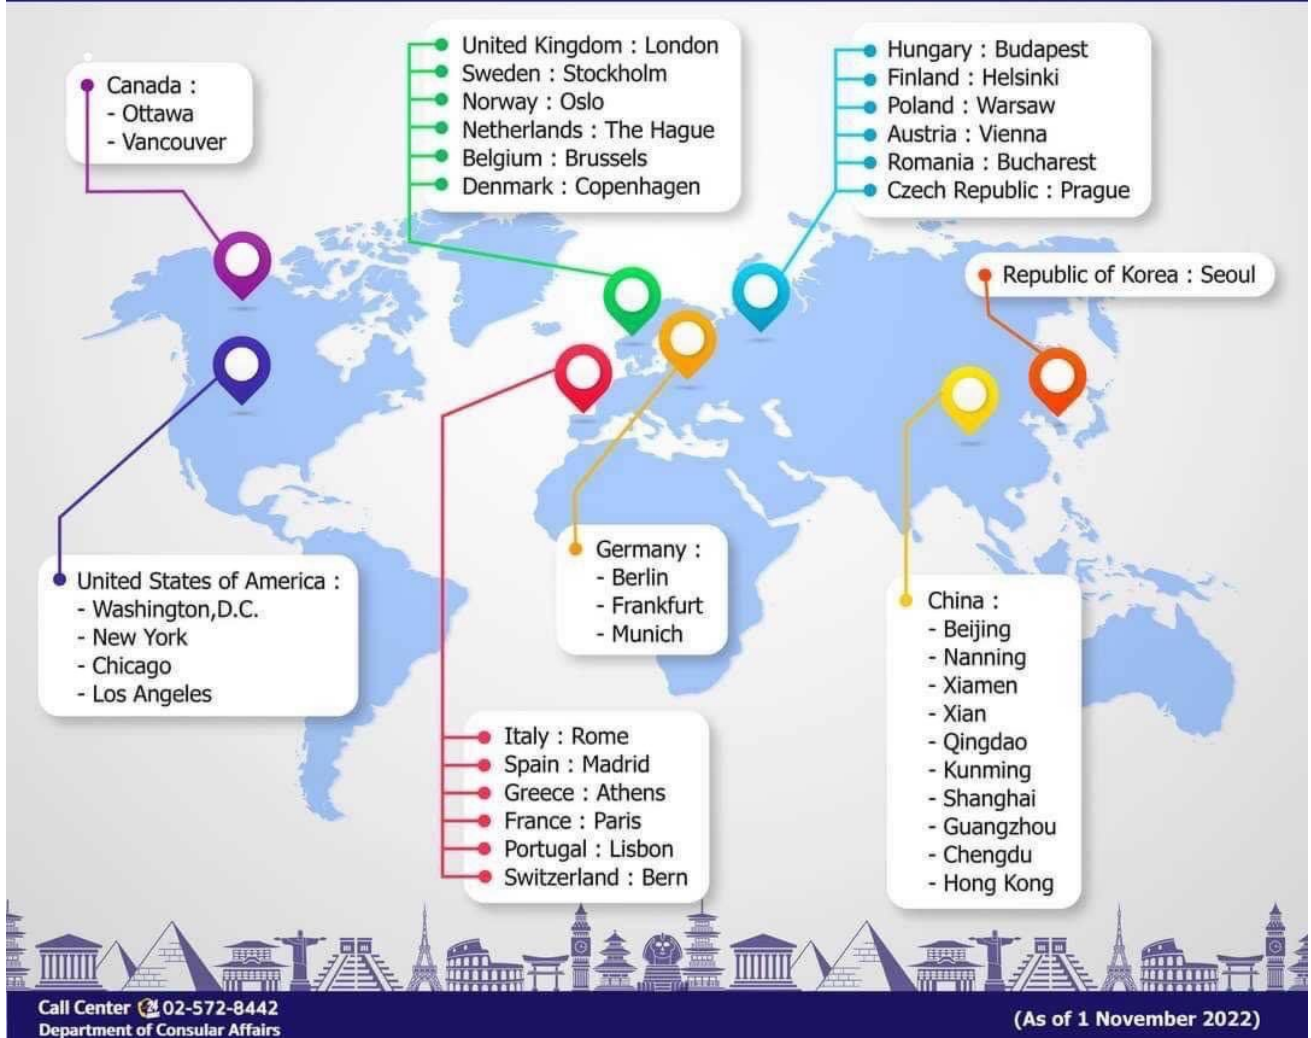 Canada :
- Ottawa
- Vancouver
United Kingdom : London
Sweden : Stockholm
Norway : Oslo
Netherlands : The Hague
Belgium : Brussels
Denmark : Copenhagen
Hungary : Budapest
Finland : Helsinki
Poland : Warsaw
Austria : Vienna
Romania : Bucharest
Czech Republic : Prague
Republic of Korea : Seoul
United States of America :
- Washington,D.C.
- New York
- Chicago
- Los Angeles
Germany :
- Berlin
- Frankfurt
- Munich
China :
- Beijing
- Nanning
- Xiamen
- Xian
- Qingdao
- Kunming
- Shanghai
- Guangzhou
- Chengdu
- Hong Kong
Italy : Rome
Spain : Madrid
Greece : Athens
France : Paris
Portugal : Lisbon
Switzerland : Bern
Call Center 02-572-8442
Department of Consular Affairs
(As of 1 November 2022)